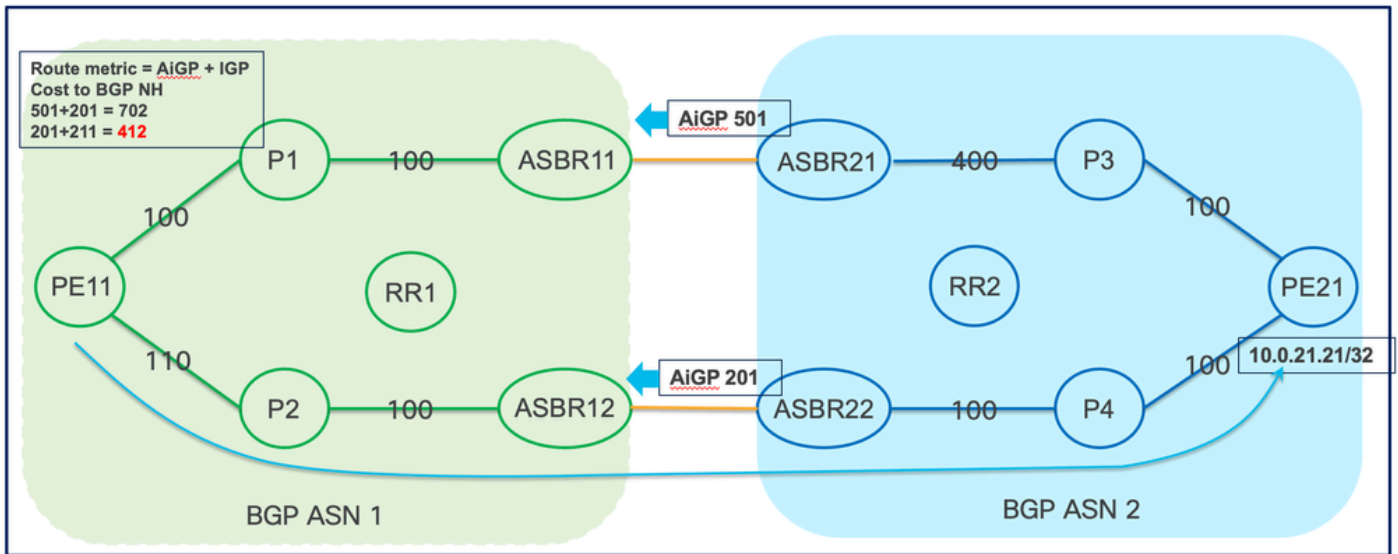 Route metric = AiGP + IGP
Cost to BGP NH
501+201 = 702
201+211 = 412
AiGP 501
P1
100
ASBR11
ASBR21
400
P3
100
100
PE11
RR1
RR2
PE21
110
AiGP 201
100
10.0.21.21/32
P2
100
ASBR12
ASBR22
100
P4
BGP ASN 1
BGP ASN 2